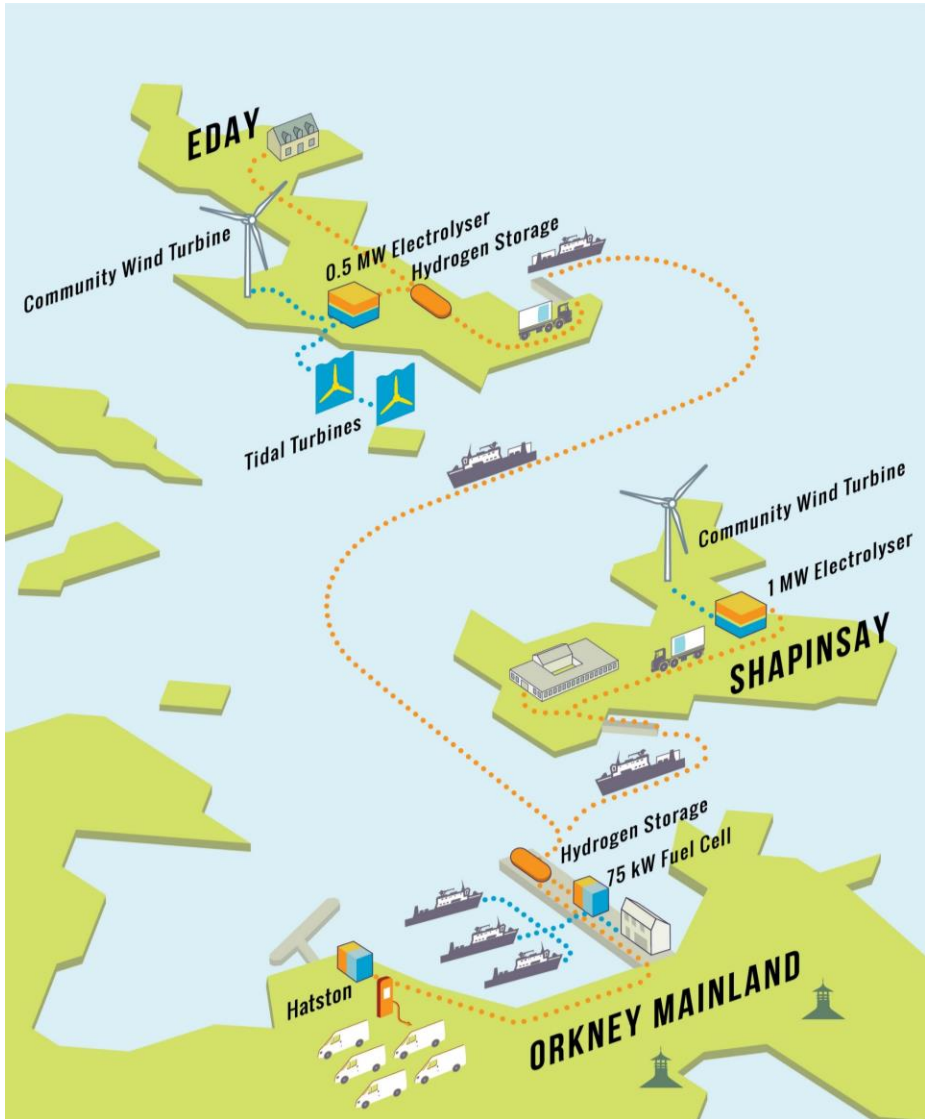 EDAY
Community Wind Turbine
0.5 MW Electrolyser
Hydrogen Storage
Tidal Turbines
Community Wind Turbine
1 MW Electrolyser
SHAPINSAY
Hydrogen Storage
75 kW Fuel Cell
Hatston
ORKNEY MAINLAND